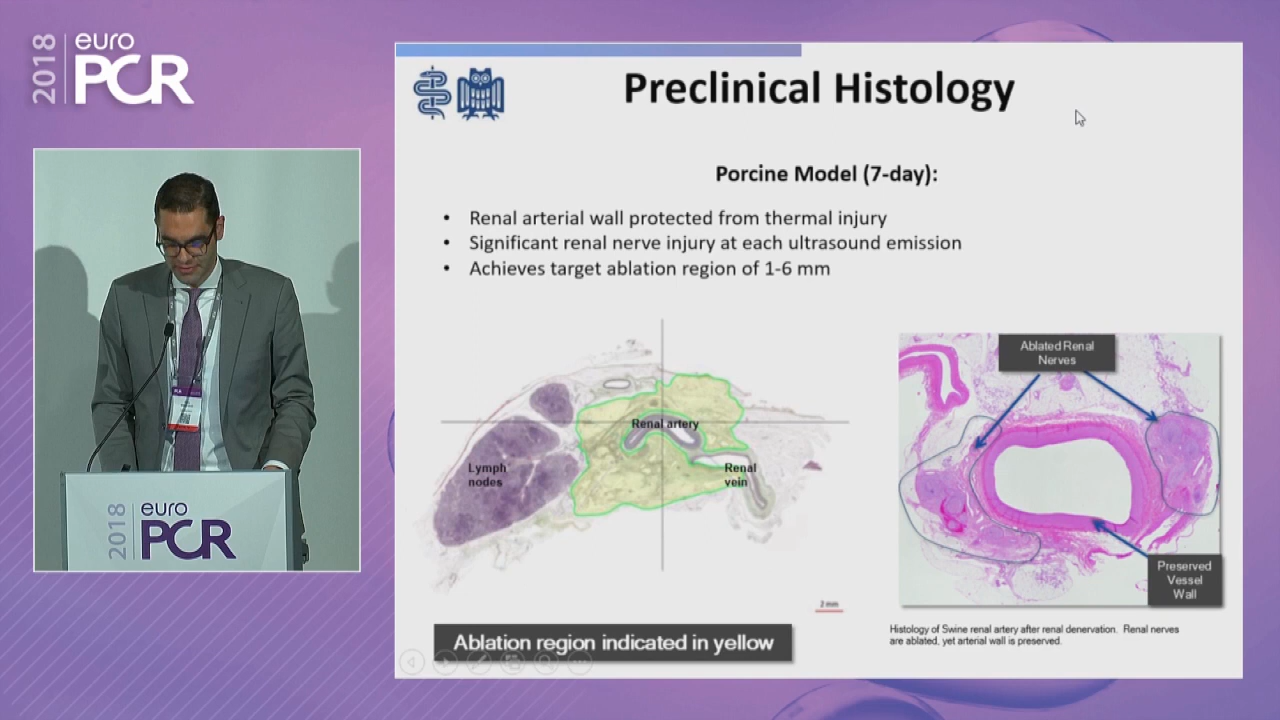 2018
euro
PCR
Preclinical Histology
Porcine Model (7-day):
• Renal arterial wall protected from thermal injury
• Significant renal nerve injury at each ultrasound emission
• Achieves target ablation region of 1-6 mm
Renal artery
Lymph
nodes
Renal
vein
2 mm
Ablation region indicated in yellow
Ablated Renal
Nerves
Preserved
Vessel
Wall
Histology of Swine renal artery after renal denervation. Renal nerves
are ablated, yet arterial wall is preserved.
2018
euro
PCR